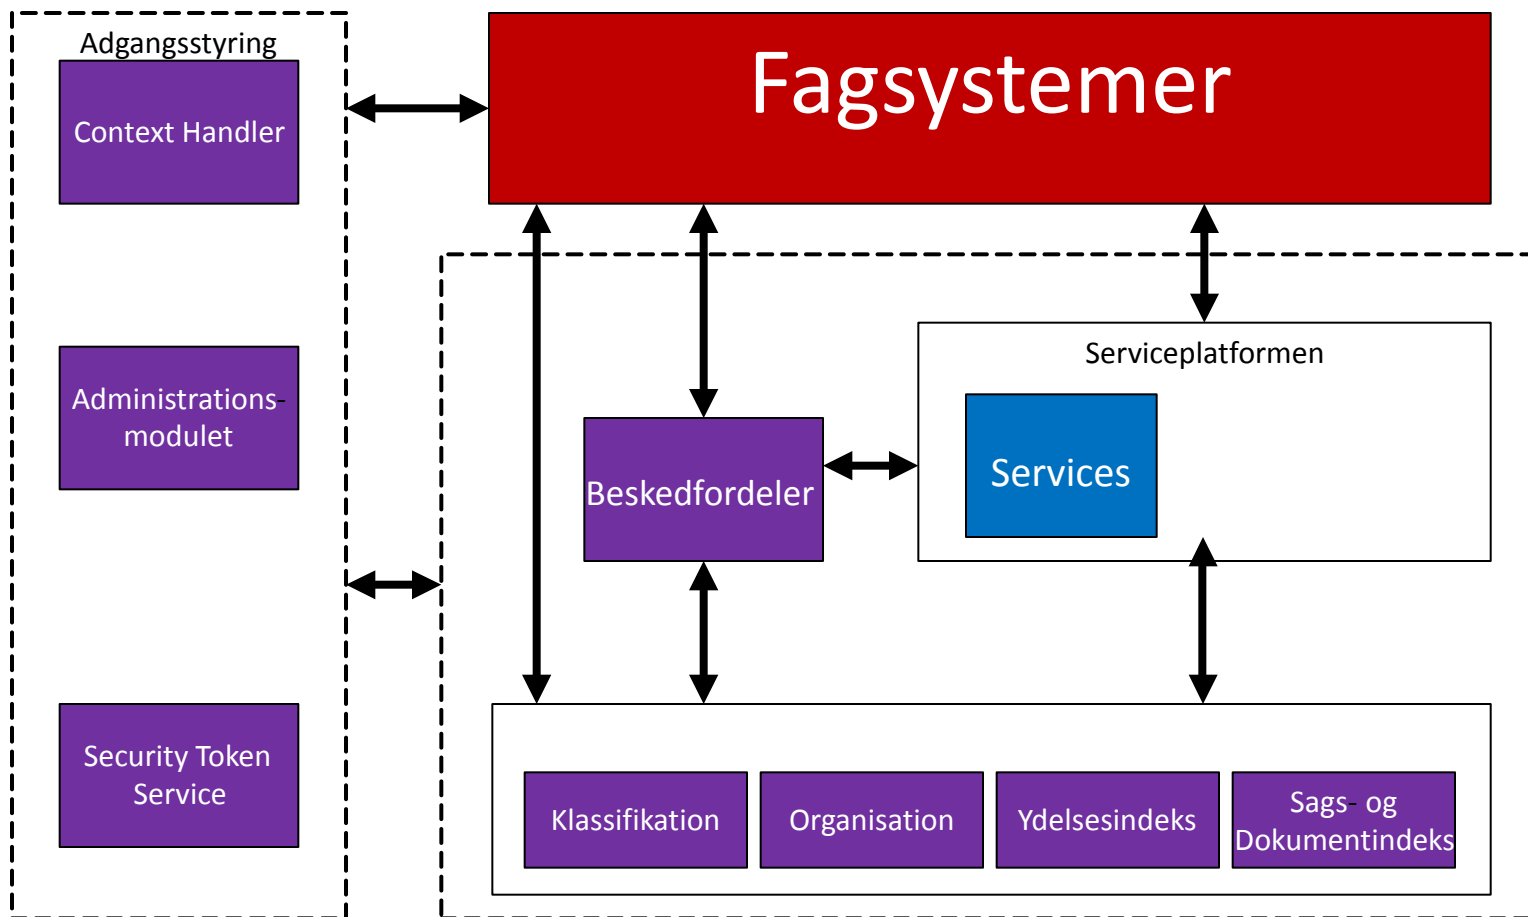 Adgangsstyring
Context Handler
Administrations-
modulet
Security Token
Service
Fagsystemer
Serviceplatformen
Services
Beskedfordeler
Klassifikation
Organisation
Ydelsesindeks
Sags- og
Dokumentindeks